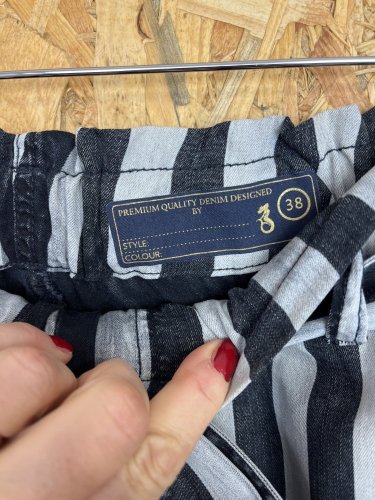 PREMIUM QUALITY DENIM DESIGNED
BY
38
STYLE:
COLOUR: